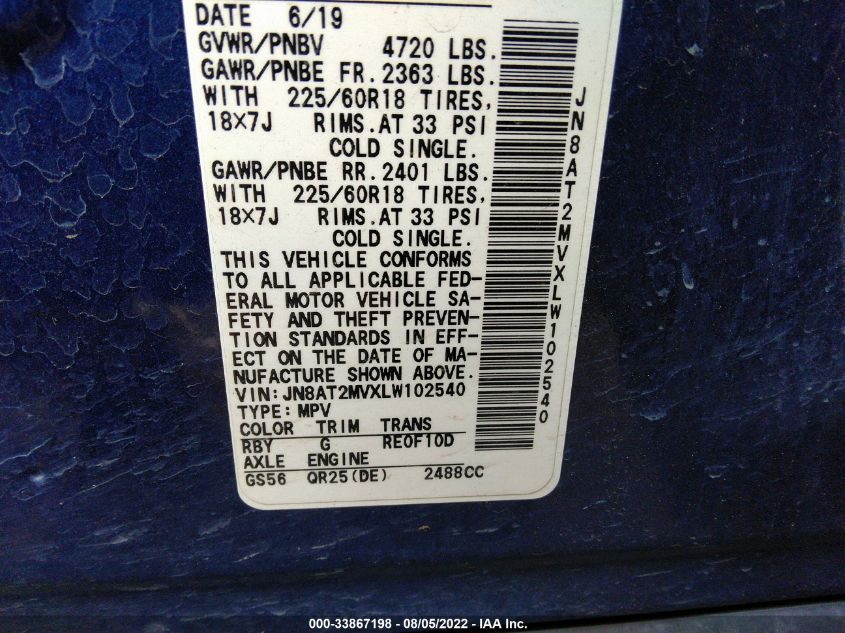 DATE 6/19
GVWR/PNBV 4720 LBS.
GAWR/PNBE FR. 2363 LBS.
WITH 225/60R18 TIRES,
18X7J RIMS. AT 33 PSI
COLD SINGLE.
GAWR/PNBE RR. 2401 LBS.
WITH 225/60R18 TIRES,
18X7J RIMS. AT 33 PSI
COLD SINGLE.
THIS VEHICLE CONFORMS
TO ALL APPLICABLE FED-
ERAL MOTOR VEHICLE SA-
FETY AND THEFT PREVEN-
TION STANDARDS IN EFF-
ECT ON THE DATE OF MA-
NUFACTURE SHOWN ABOVE.
VIN: JN8AT2MVXLW102540
TYPE: MPV
COLOR TRIM TRANS
RBY G RE0F10D
AXLE ENGINE
GS56 QR25(DE) 2488CC
JN8AT2MVXLW102540
000-33867198 - 08/05/2022 - IAA Inc.